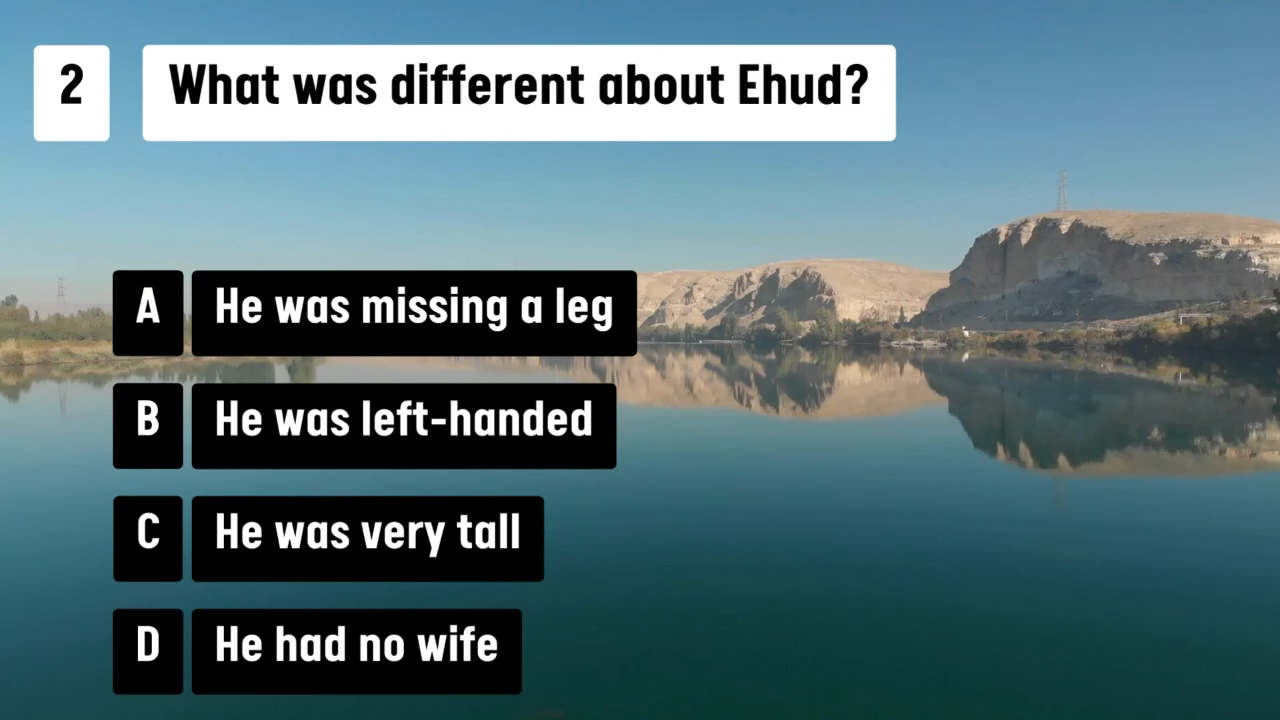 2 What was different about Ehud?
A He was missing a leg
B He was left-handed
C He was very tall
D He had no wife